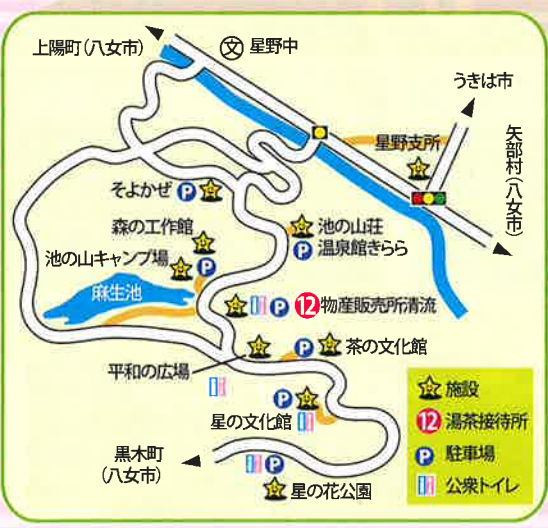 上陽町(八女市)
文 星野中
うきは市
矢部村(八女市)
星野支所
そよかぜ P
森の工作館
池の山荘
P 温泉館きらら
池の山キャンプ場
P
麻生池
P 12 物産販売所清流
P 茶の文化館
平和の広場
P
星の文化館
黒木町
(八女市)
P
星の花公園
施設
12 湯茶接待所
P 駐車場
公衆トイレ